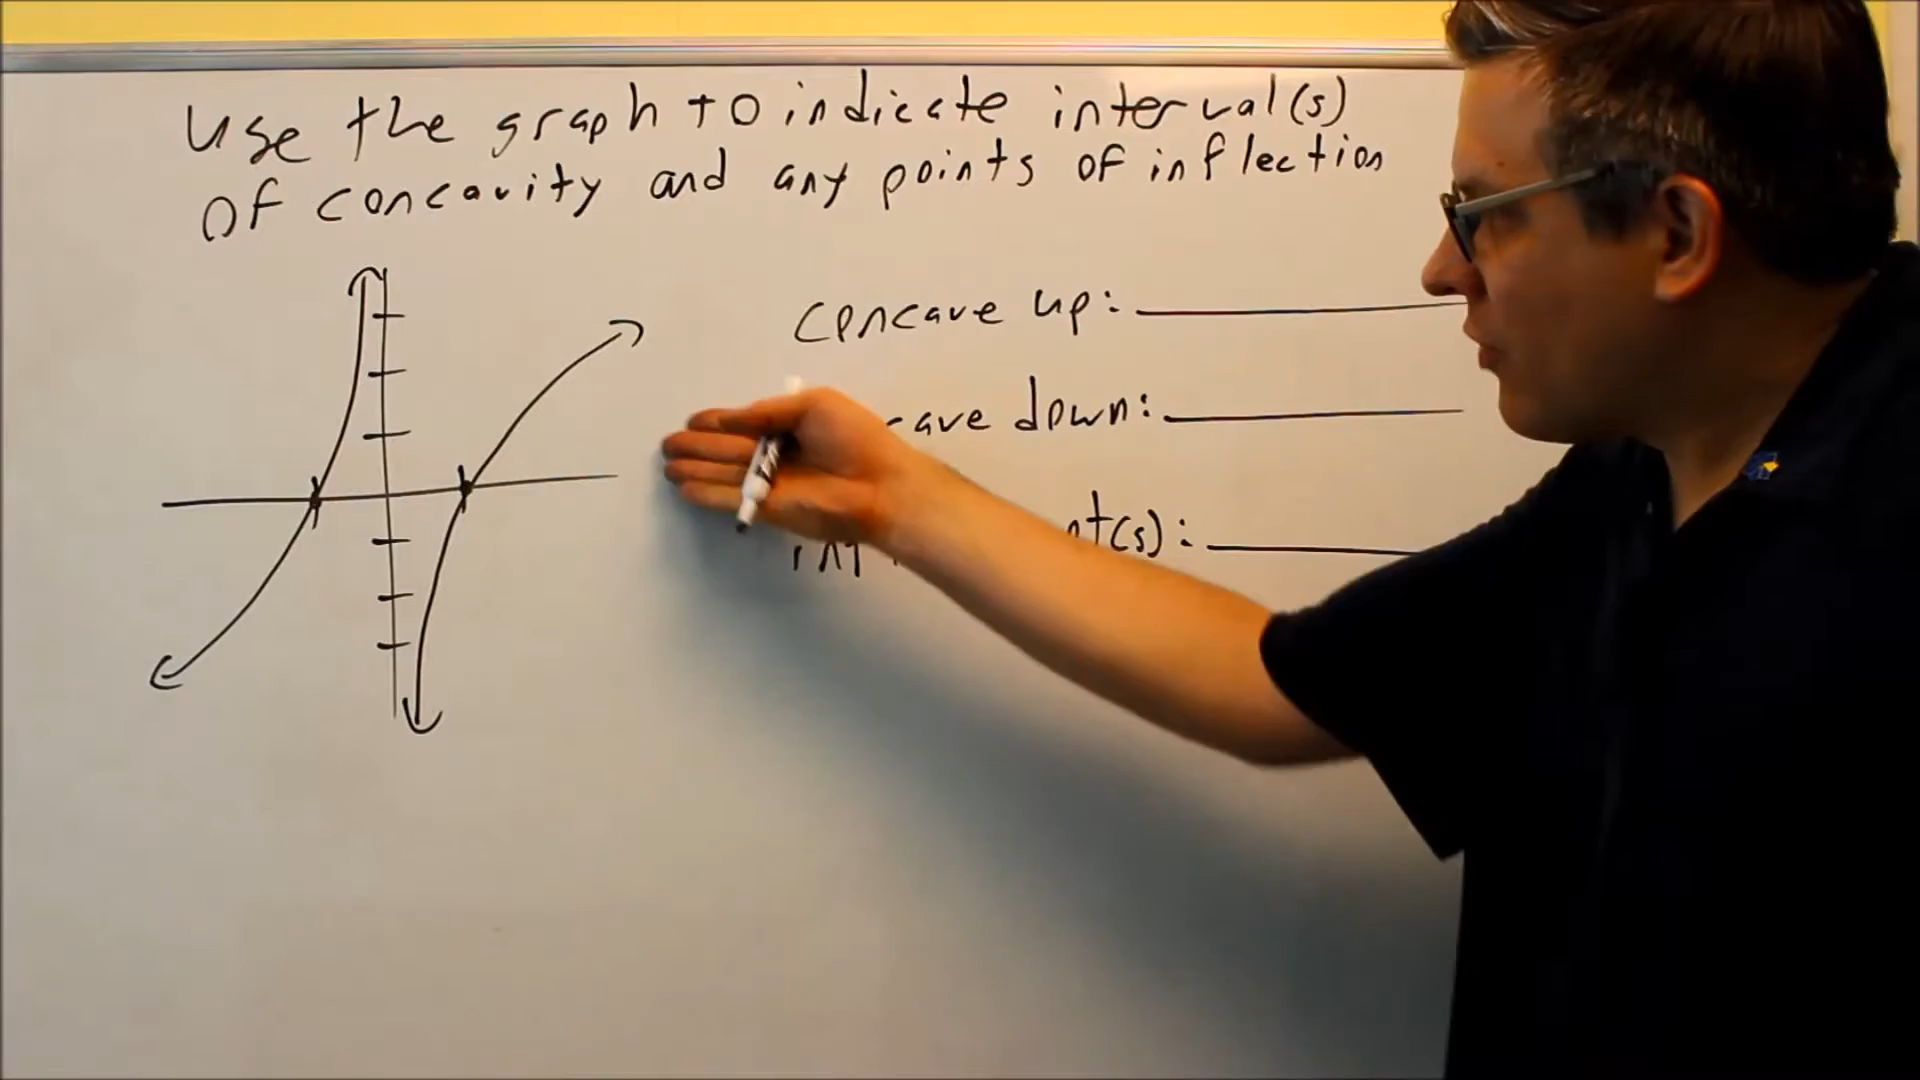 Use the graph to indicate interval(s)
of concavity and any points of inflection
concave up:
down: